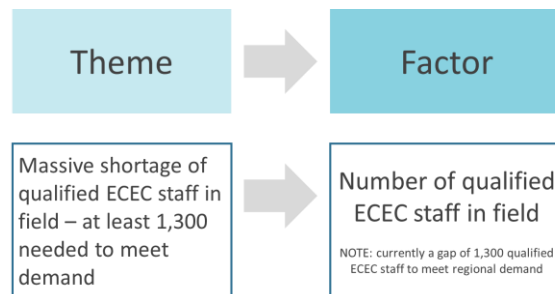 Theme
Factor
Massive shortage of
qualified ECEC staff in
field – at least 1,300
needed to meet
demand
Number of qualified
ECEC staff in field
NOTE: currently a gap of 1,300 qualified
ECEC staff to meet regional demand